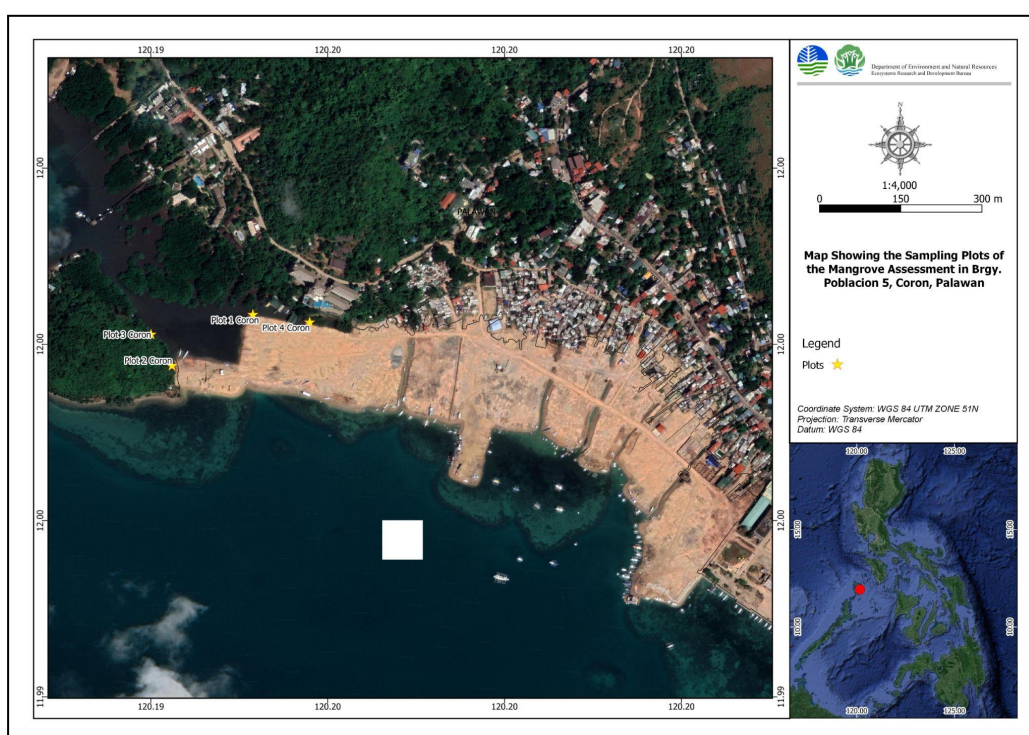 120.19
120.20
120.20
120.20
12.00
12.00
12.00
11.99
Plot 1 Coron
Plot 4 Coron
Plot 3 Coron
Plot 2 Coron
12.00
12.00
12.00
11.99
120.19
120.20
120.20
120.20
Department of Environment and Natural Resources
Ecosystems Research and Development Bureau
N
1:4,000
0 150 300 m
Map Showing the Sampling Plots of
the Mangrove Assessment in Brgy.
Poblacion 5, Coron, Palawan
Legend
Plots
Coordinate System: WGS 84 UTM ZONE 51N
Projection: Transverse Mercator
Datum: WGS 84
120.00 125.00
15.00 15.00
10.00 10.00
120.00 125.00